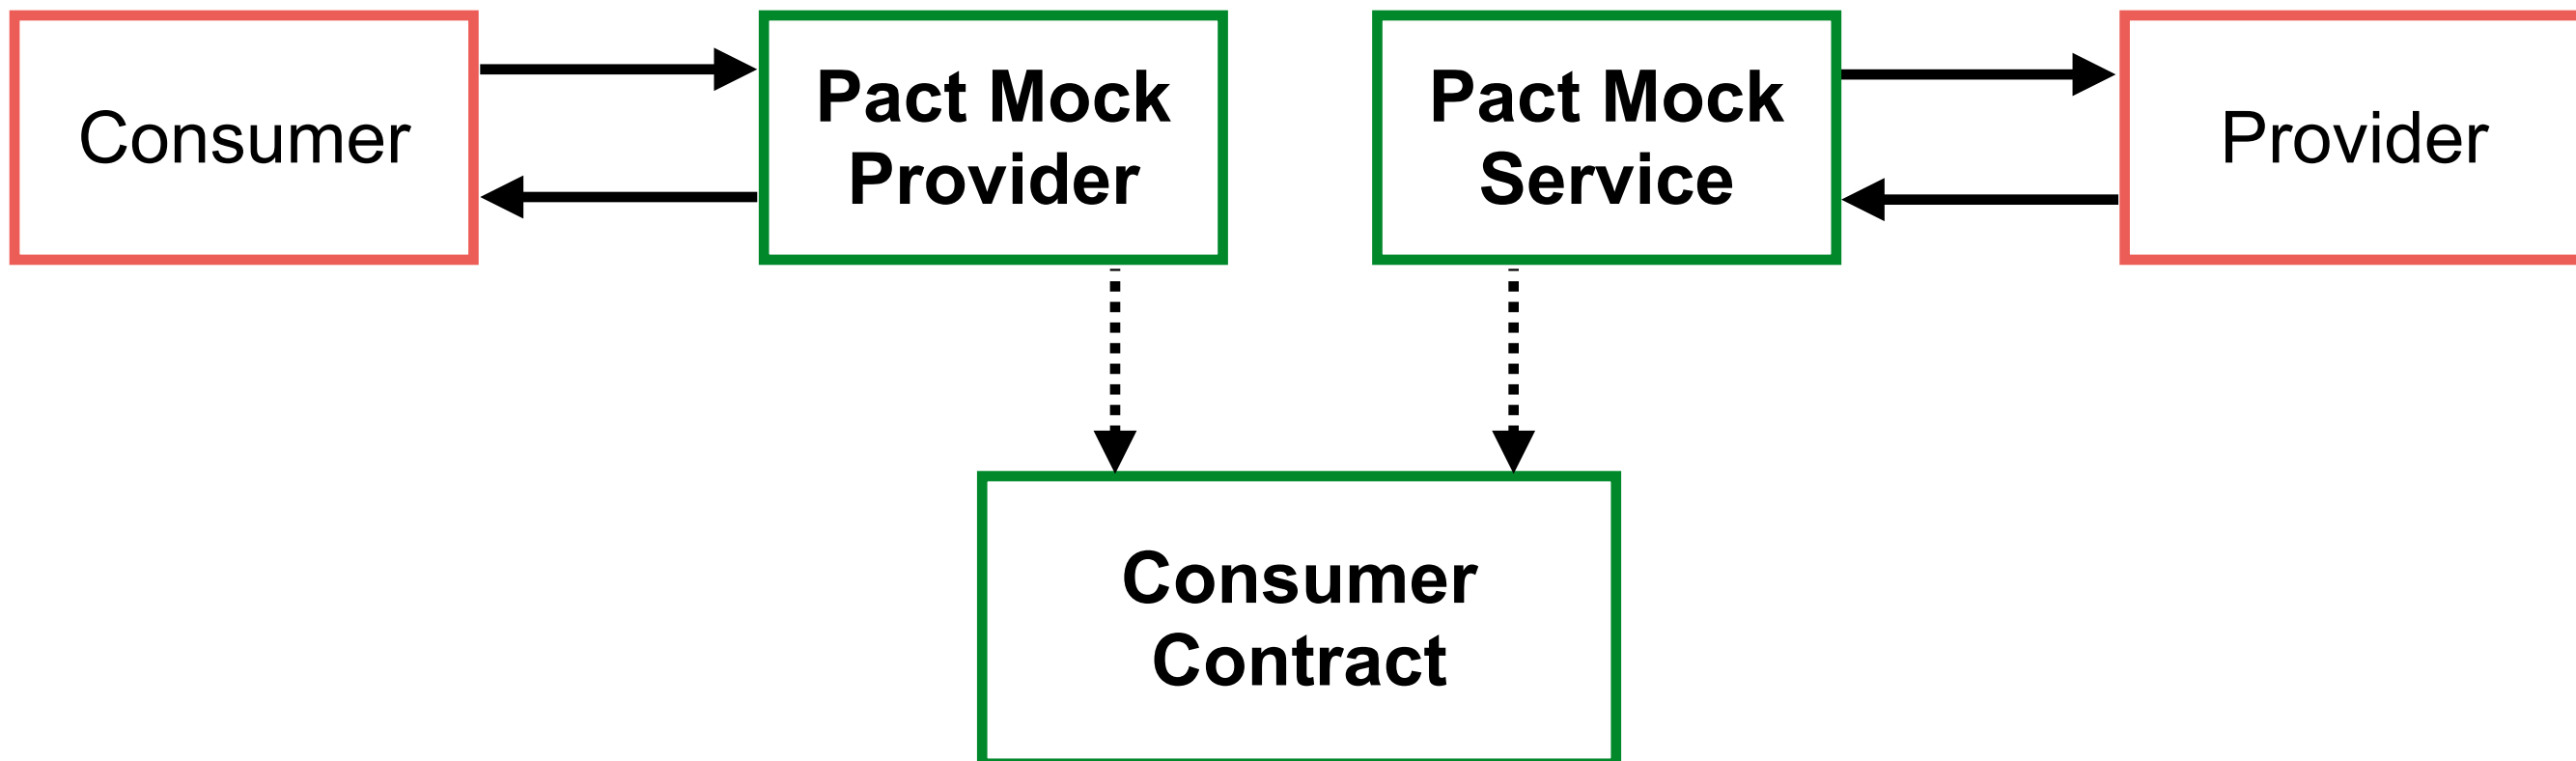 Consumer
Pact Mock
Provider
Pact Mock
Service
Provider
Consumer
Contract